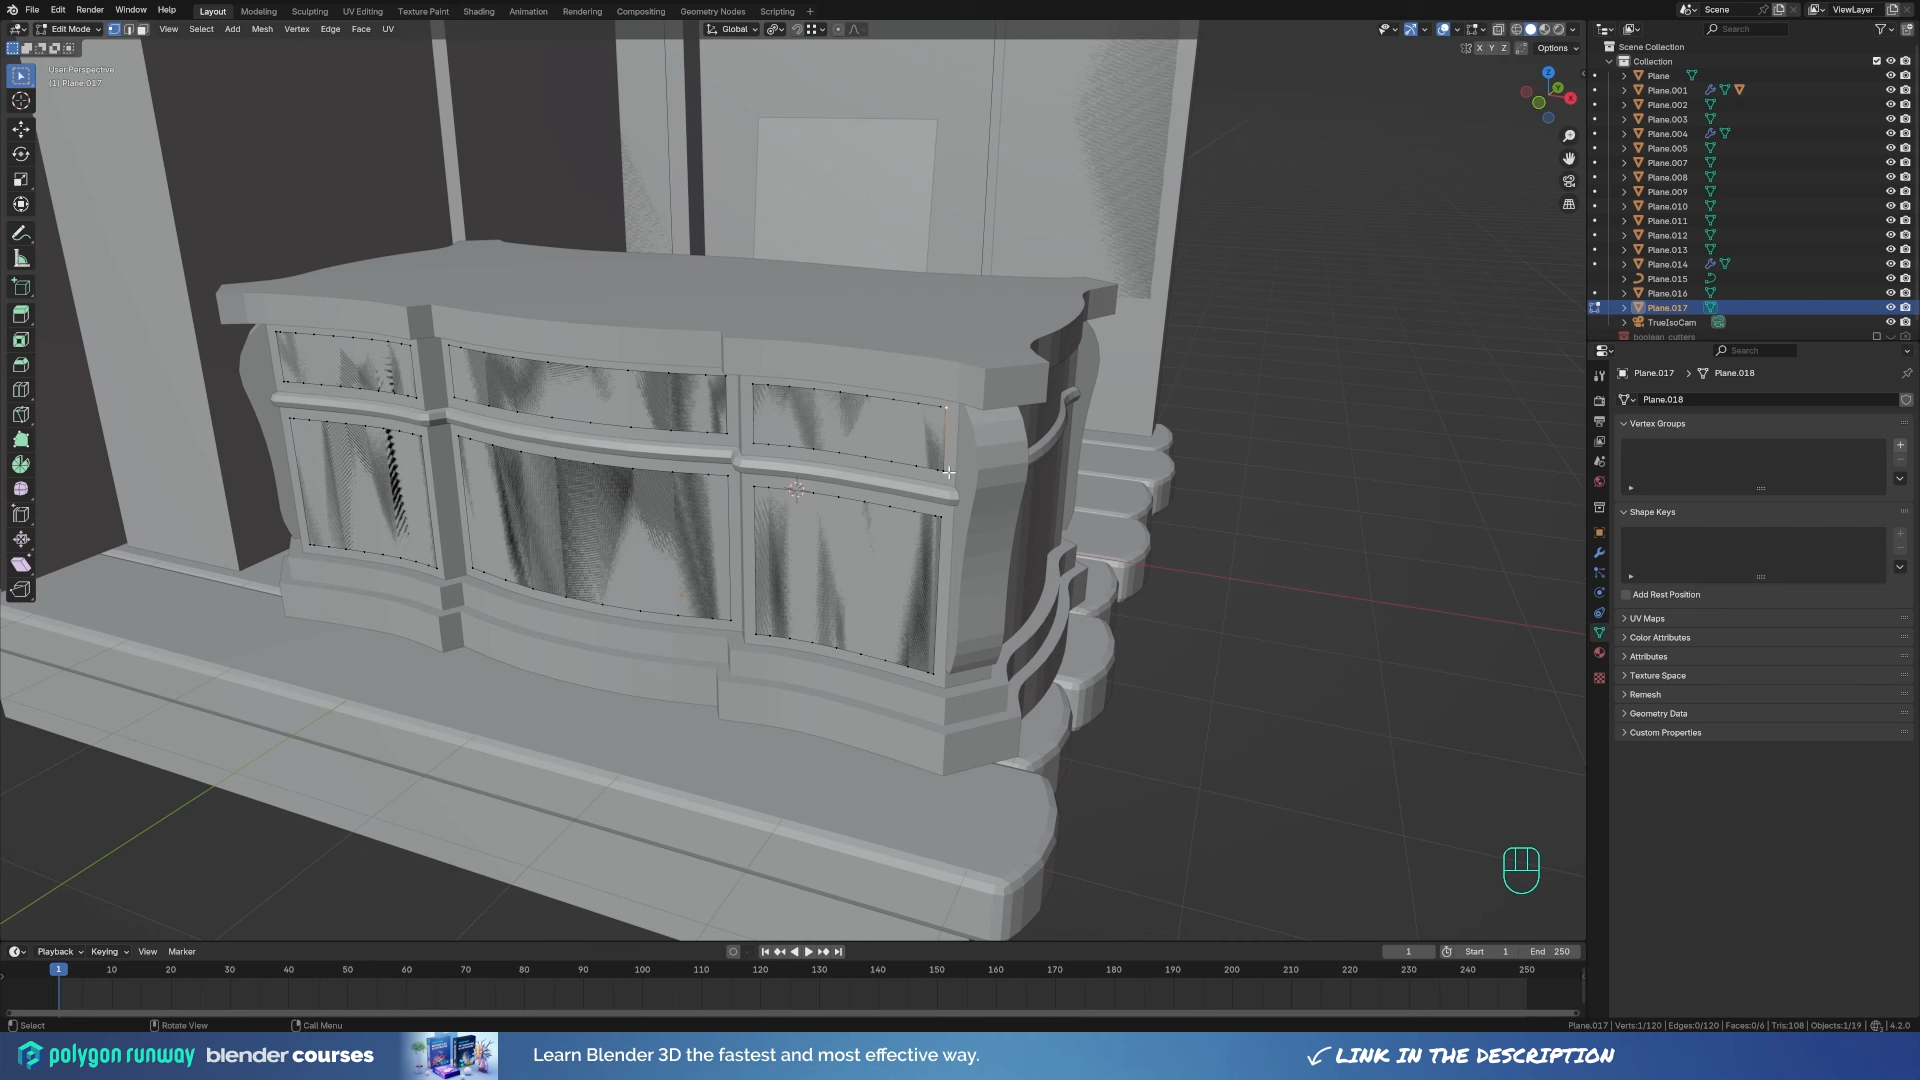 File Edit Render Window Help Layout Modeling Sculpting UV Editing Texture Paint Shading Animation Rendering Compositing Geometry Nodes Scripting + Scene ViewLayer
Edit Mode View Select Add Mesh Vertex Edge Face UV Global Search
X Y Z Options
User Perspective
(1) Plane.017
Z
Y
X
Scene Collection
Collection
Plane
Plane.001
Plane.002
Plane.003
Plane.004
Plane.005
Plane.007
Plane.008
Plane.009
Plane.010
Plane.011
Plane.012
Plane.013
Plane.014
Plane.015
Plane.016
Plane.017
TrueIsoCam
boolean cutters
Search
Plane.017 > Plane.018
Plane.018
Vertex Groups
Shape Keys
Add Rest Position
UV Maps
Color Attributes
Attributes
Texture Space
Remesh
Geometry Data
Custom Properties
Playback Keying View Marker 1 Start 1 End 250
1 10 20 30 40 50 60 70 80 90 100 110 120 130 140 150 160 170 180 190 200 210 220 230 240 250
Select Rotate View Call Menu Plane.017 | Verts:1/120 | Edges:0/120 | Faces:0/6 | Tris:108 | Objects:1/19 | 4.2.0
polygon runway blender courses Learn Blender 3D the fastest and most effective way. LINK IN THE DESCRIPTION